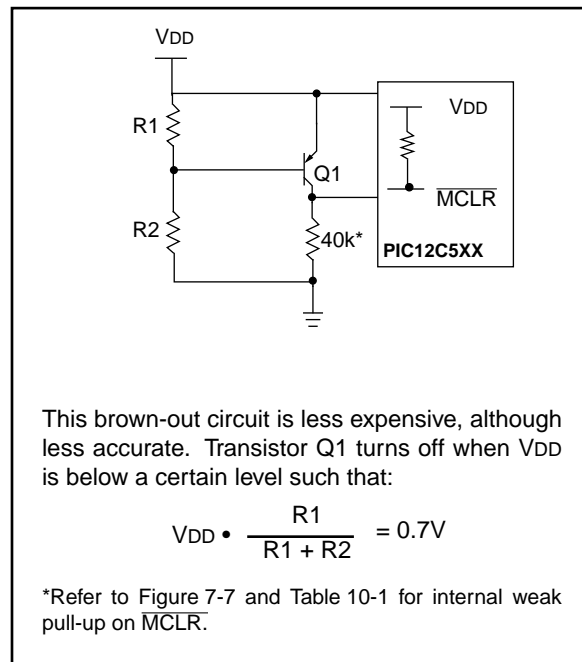 VDD
R1
VDD
Q1
MCLR
R2
40k*
PIC12C5XX
This brown-out circuit is less expensive, although
less accurate. Transistor Q1 turns off when VDD
is below a certain level such that:
VDD • R1 / R1 + R2 = 0.7V
*Refer to Figure 7-7 and Table 10-1 for internal weak
pull-up on MCLR.